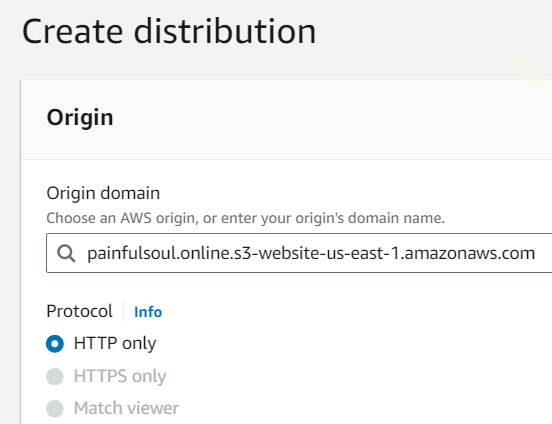 Create distribution
Origin
Origin domain
Choose an AWS origin, or enter your origin's domain name.
painfulsoul.online.s3-website-us-east-1.amazonaws.com
Protocol Info
HTTP only
HTTPS only
Match viewer